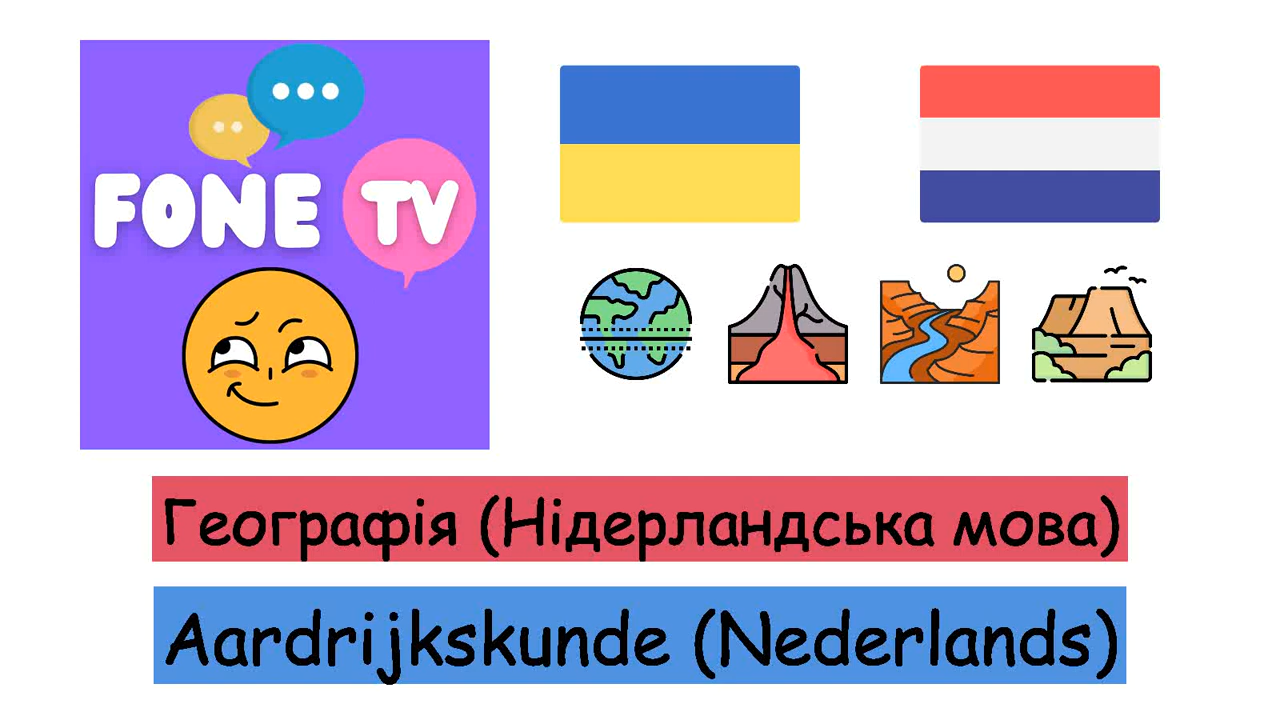 FONE TV
Географія (Нідерландська мова)
Aardrijkskunde (Nederlands)